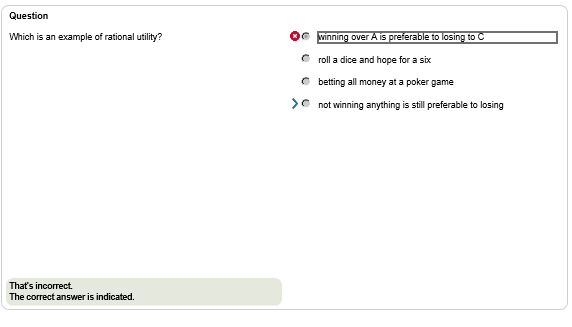 Question
Which is an example of rational utility?
winning over A is preferable to losing to C
roll a dice and hope for a six
betting all money at a poker game
not winning anything is still preferable to losing
That's incorrect.
The correct answer is indicated.